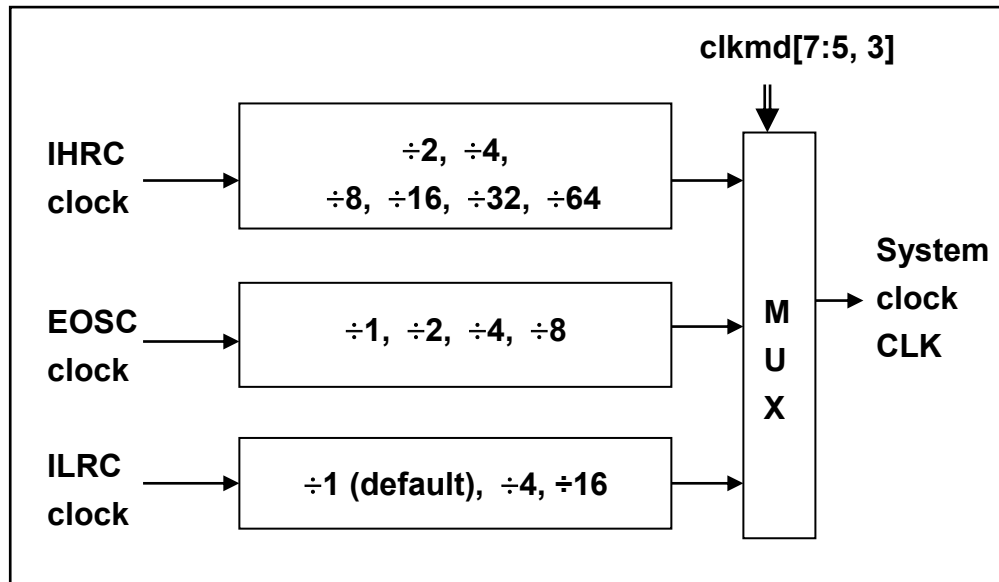 clkmd[7:5, 3]
IHRC
clock
÷2, ÷4,
÷8, ÷16, ÷32, ÷64
EOSC
clock
÷1, ÷2, ÷4, ÷8
ILRC
clock
÷1 (default), ÷4, ÷16
M
U
X
System
clock
CLK